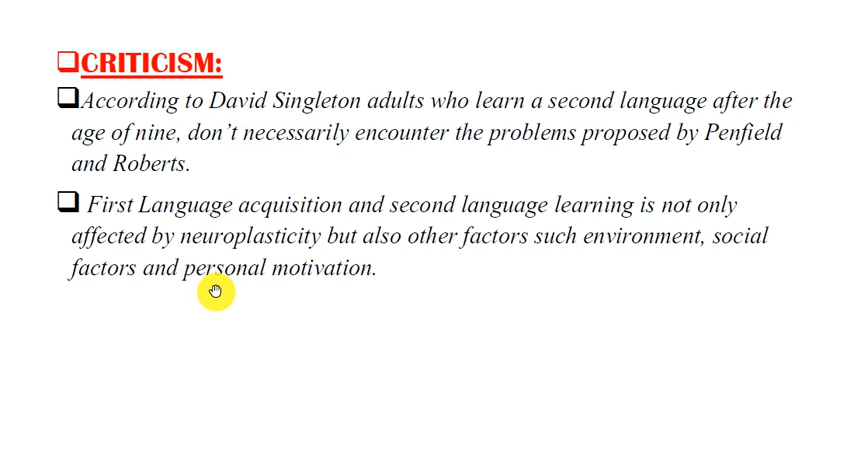 ❑CRITICISM:
❑According to David Singleton adults who learn a second language after the
age of nine, don't necessarily encounter the problems proposed by Penfield
and Roberts.
❑ First Language acquisition and second language learning is not only
affected by neuroplasticity but also other factors such environment, social
factors and personal motivation.